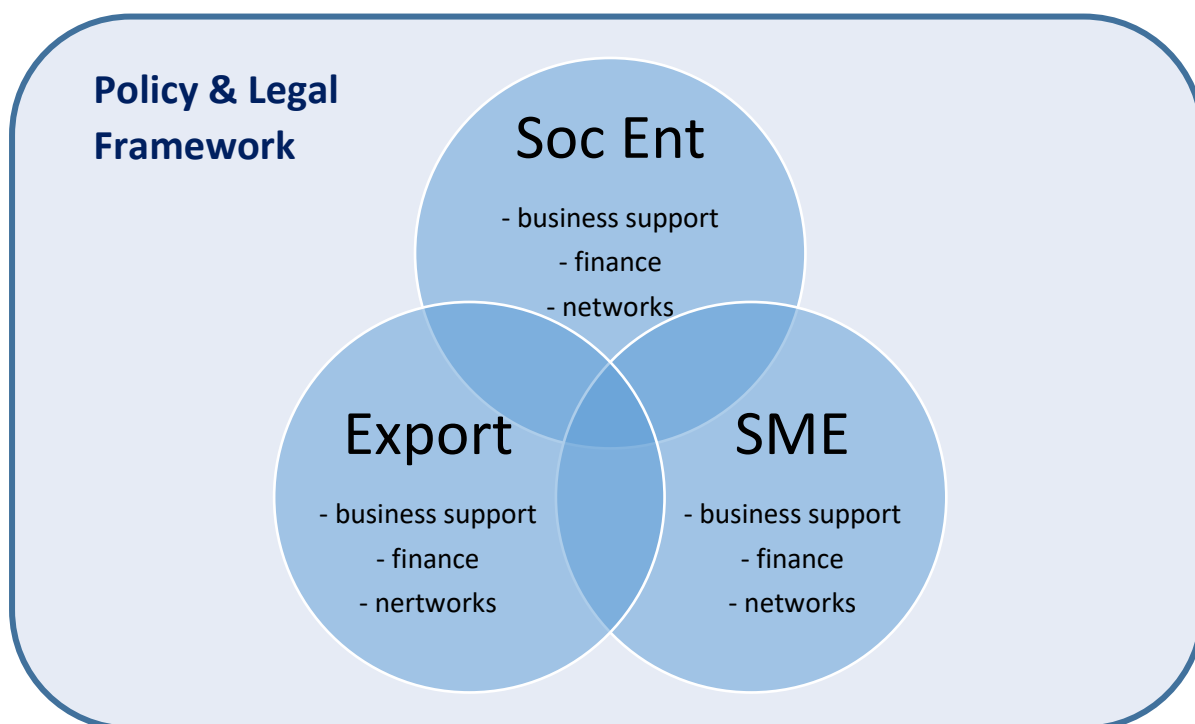 Policy & Legal
Framework
Soc Ent
- business support
- finance
- networks
Export
- business support
- finance
- nertworks
SME
- business support
- finance
- networks